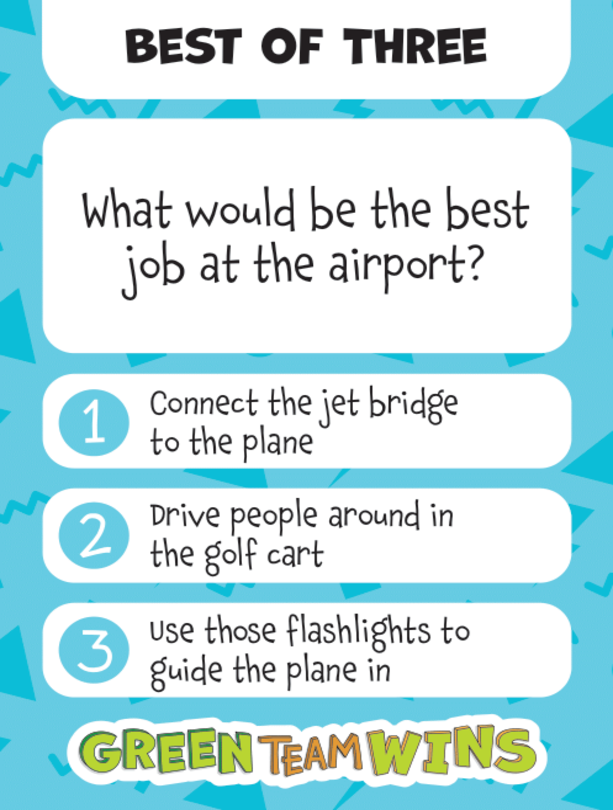 BEST OF THREE
What would be the best
job at the airport?
1
Connect the jet bridge
to the plane
2
Drive people around in
the golf cart
3
Use those flashlights to
guide the plane in
GREEN TEAM WINS